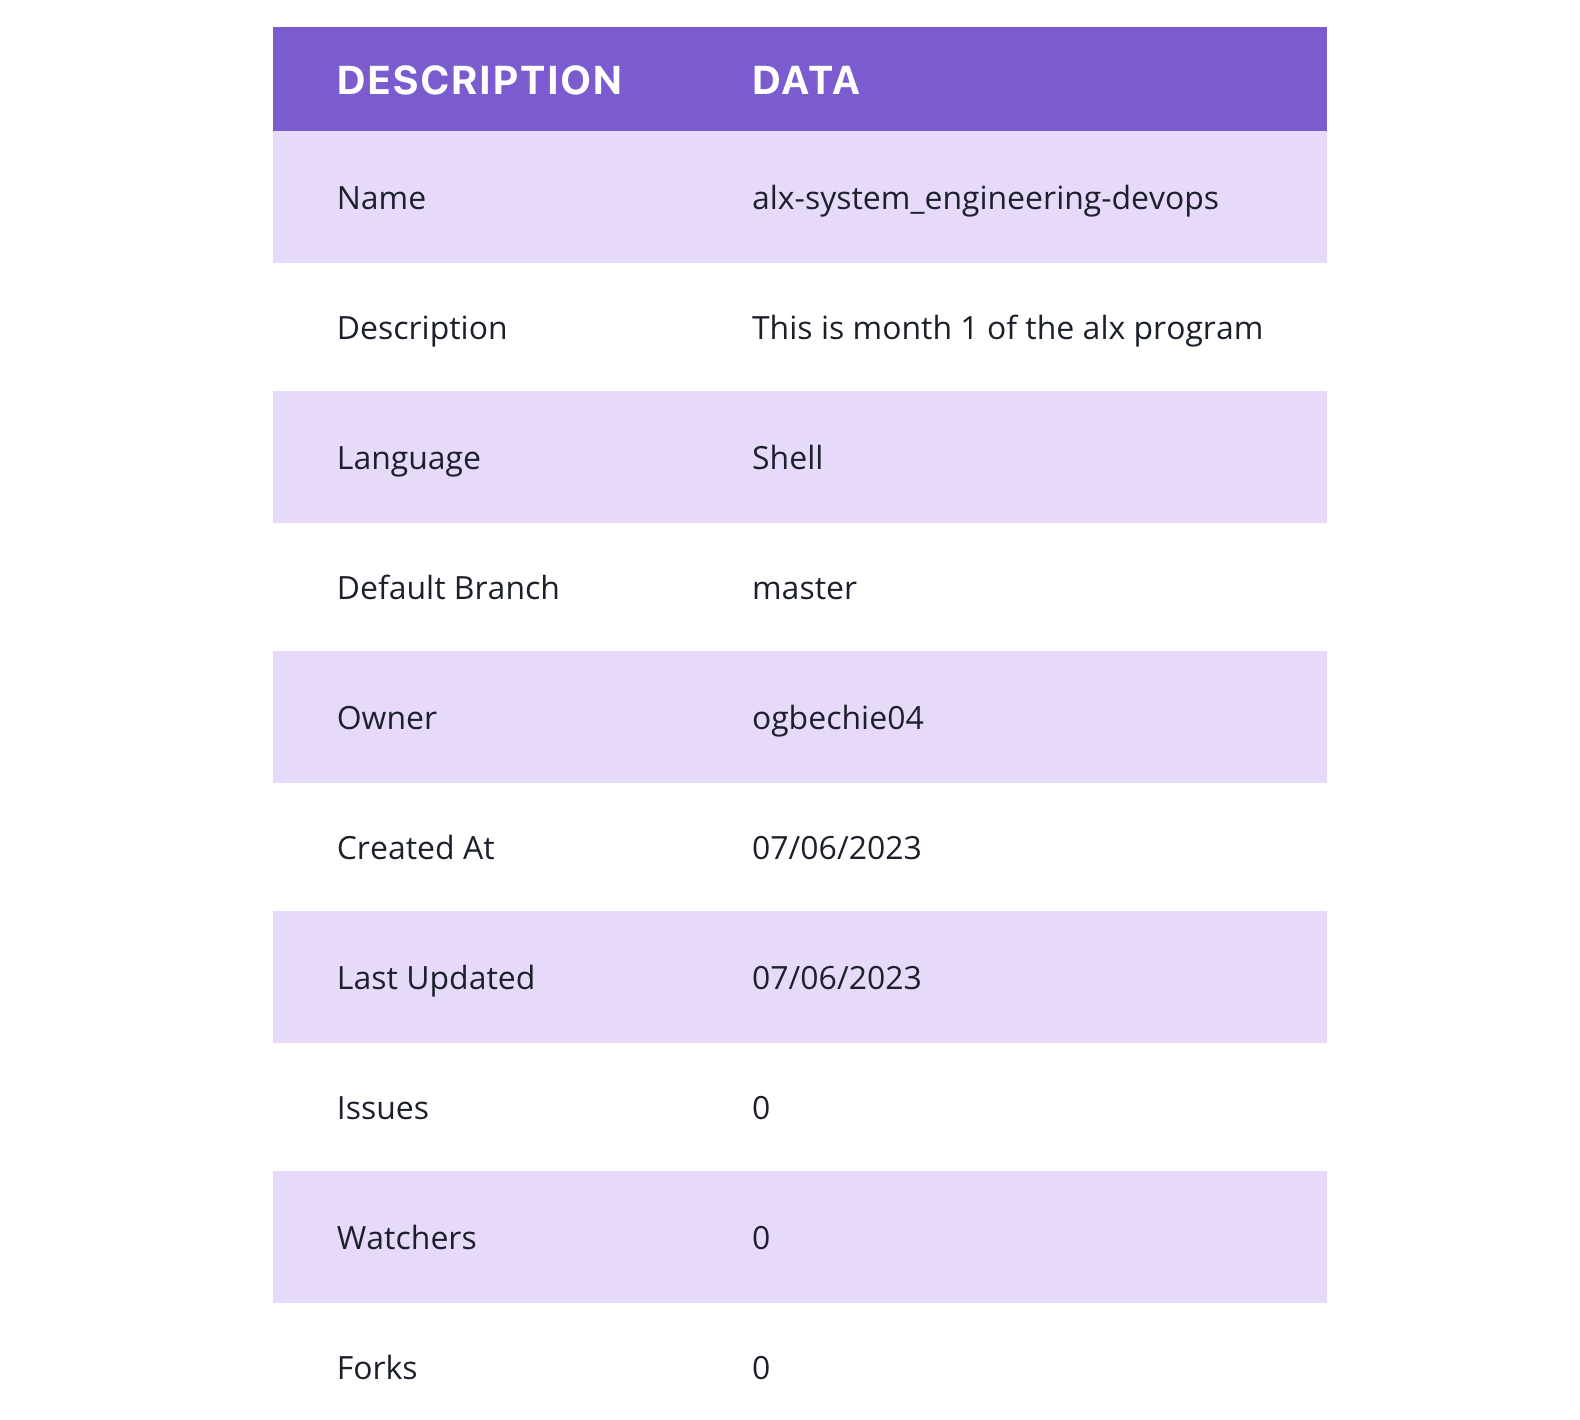 DESCRIPTION DATA
Name alx-system_engineering-devops
Description This is month 1 of the alx program
Language Shell
Default Branch master
Owner ogbechie04
Created At 07/06/2023
Last Updated 07/06/2023
Issues 0
Watchers 0
Forks 0